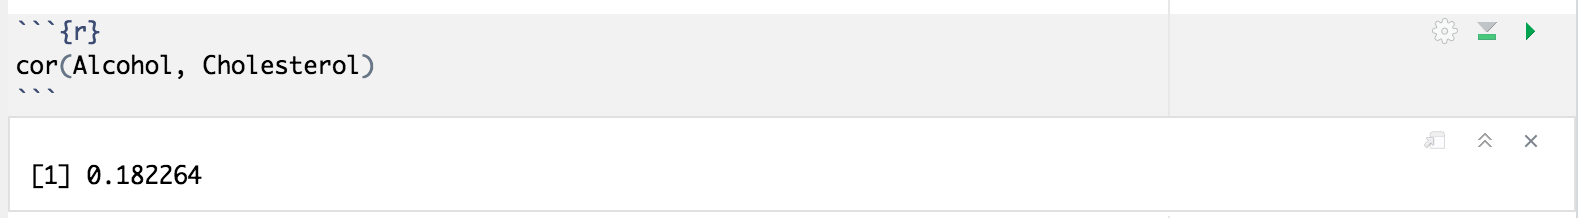 ```{r}
cor(Alcohol, Cholesterol)
```
[1] 0.182264